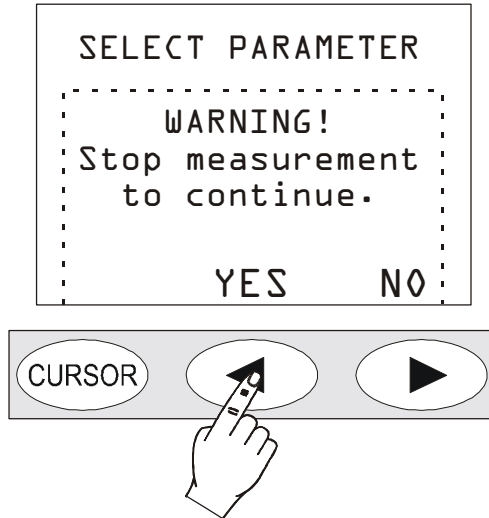 SELECT PARAMETER
WARNING!
Stop measurement
to continue.
YES NO
CURSOR